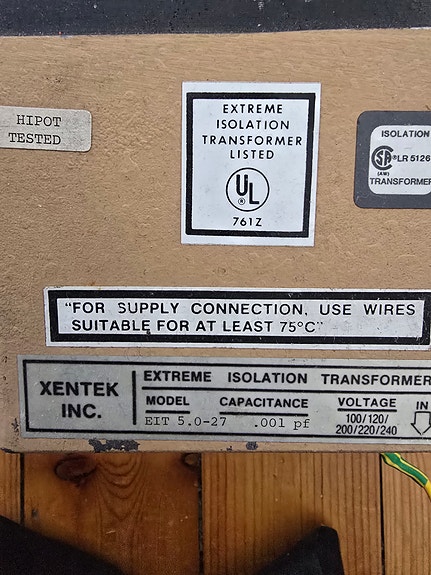 HIPOT
TESTED
EXTREME
ISOLATION
TRANSFORMER
LISTED
UL
®
761Z
ISOLATION
SA ® LR 5126
(AW)
TRANSFORMER
"FOR SUPPLY CONNECTION, USE WIRES
SUITABLE FOR AT LEAST 75°C"
XENTEK
INC.
EXTREME ISOLATION TRANSFORMER
MODEL CAPACITANCE VOLTAGE IN
EIT 5.0-27 .001 pf 100/120/
200/220/240